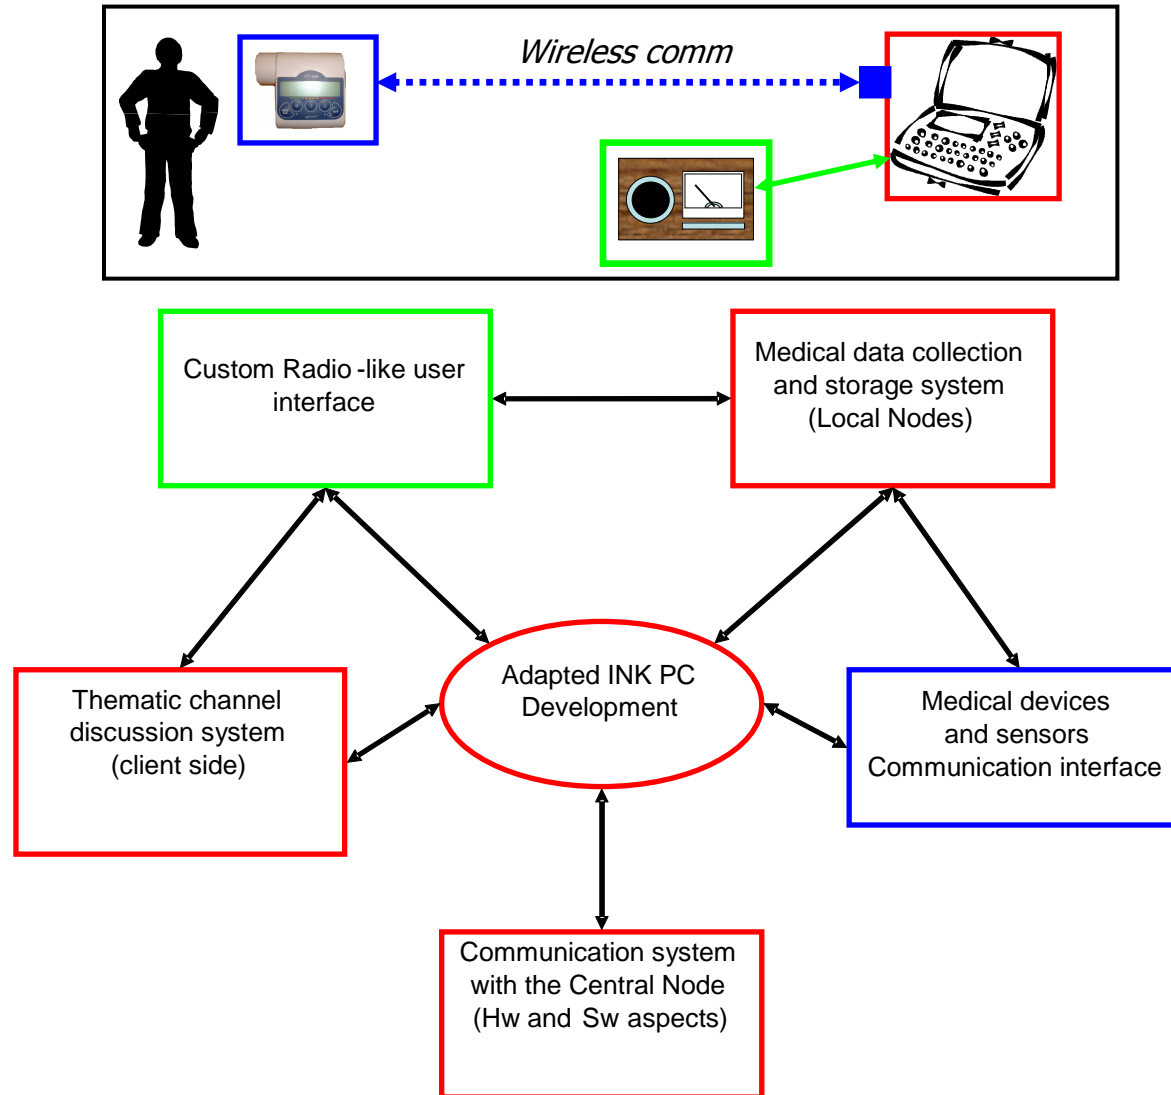 Wireless comm
Custom Radio-like user
interface
Medical data collection
and storage system
(Local Nodes)
Adapted INK PC
Development
Thematic channel
discussion system
(client side)
Medical devices
and sensors
Communication interface
Communication system
with the Central Node
(Hw and Sw aspects)